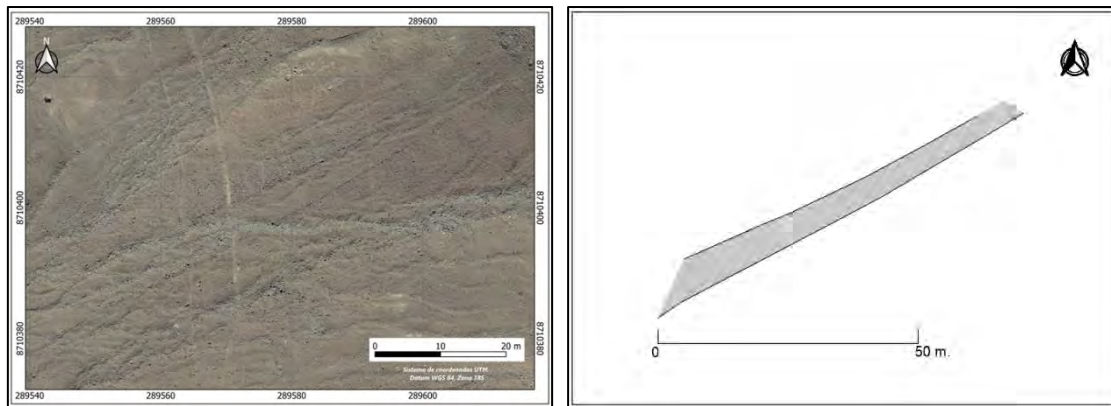 289540 289560 289580 289600
N
8710420 8710420
8710400 8710400
8710380 8710380
0 10 20 m
Sistema de coordenadas UTM.
Datum WGS 84, Zona 18S
289540 289560 289580 289600
0 50 m.